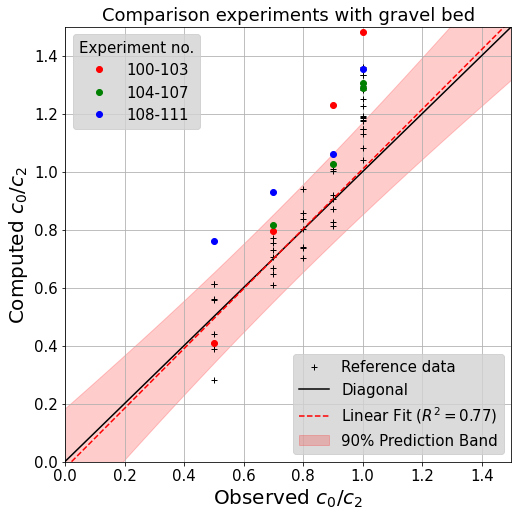 Comparison experiments with gravel bed
Experiment no.
100-103
104-107
108-111
Computed c₀/c₂
1.4
1.2
1.0
0.8
0.6
0.4
0.2
0.0
Reference data
Diagonal
Linear Fit (R² = 0.77)
90% Prediction Band
0.0 0.2 0.4 0.6 0.8 1.0 1.2 1.4
Observed c₀/c₂